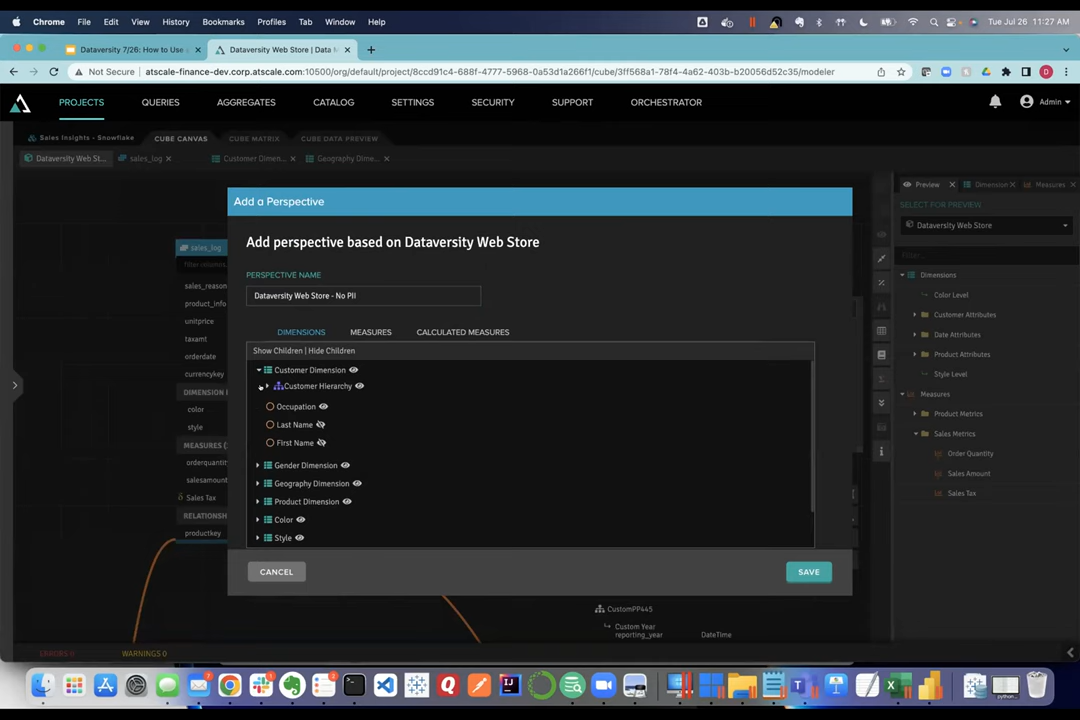 Chrome File Edit View History Bookmarks Profiles Tab Window Help Tue Jul 26 11:27 AM
Dataversity 7/26: How to Use Dataversity Web Store | Data M
Not Secure atscale-finance-dev.corp.atscale.com:10500/org/default/project/8ccd91c4-688f-4777-5968-0a53d1a266f1/cube/3ff568a1-78f4-4a62-403b-b20056d52c35/modeler
PROJECTS QUERIES AGGREGATES CATALOG SETTINGS SECURITY SUPPORT ORCHESTRATOR Admin
Sales Insights - Snowflake CUBE CANVAS CUBE MATRIX CUBE DATA PREVIEW
Dataversity Web St... sales_log Customer Dimen... Geography Dime...
Preview Dimension Measures
SELECT FOR PREVIEW
Dataversity Web Store
Filter...
Dimensions
Color Level
Customer Attributes
Date Attributes
Product Attributes
Style Level
Measures
Product Metrics
Sales Metrics
Order Quantity
Sales Amount
Sales Tax
sales_log
filter columns
sales_reason
product_info
unitprice
taxamt
orderdate
currencykey
DIMENSION
color
style
MEASURES (
orderquantity
salesamount
Sales Tax
RELATIONSH
productkey
Add a Perspective
Add perspective based on Dataversity Web Store
PERSPECTIVE NAME
Dataversity Web Store - No PII
DIMENSIONS MEASURES CALCULATED MEASURES
Show Children | Hide Children
Customer Dimension
Customer Hierarchy
Occupation
Last Name
First Name
Gender Dimension
Geography Dimension
Product Dimension
Color
Style
CANCEL SAVE
CustomPP445
Custom Year
reporting_year DateTime
ERRORS 0 WARNINGS 0